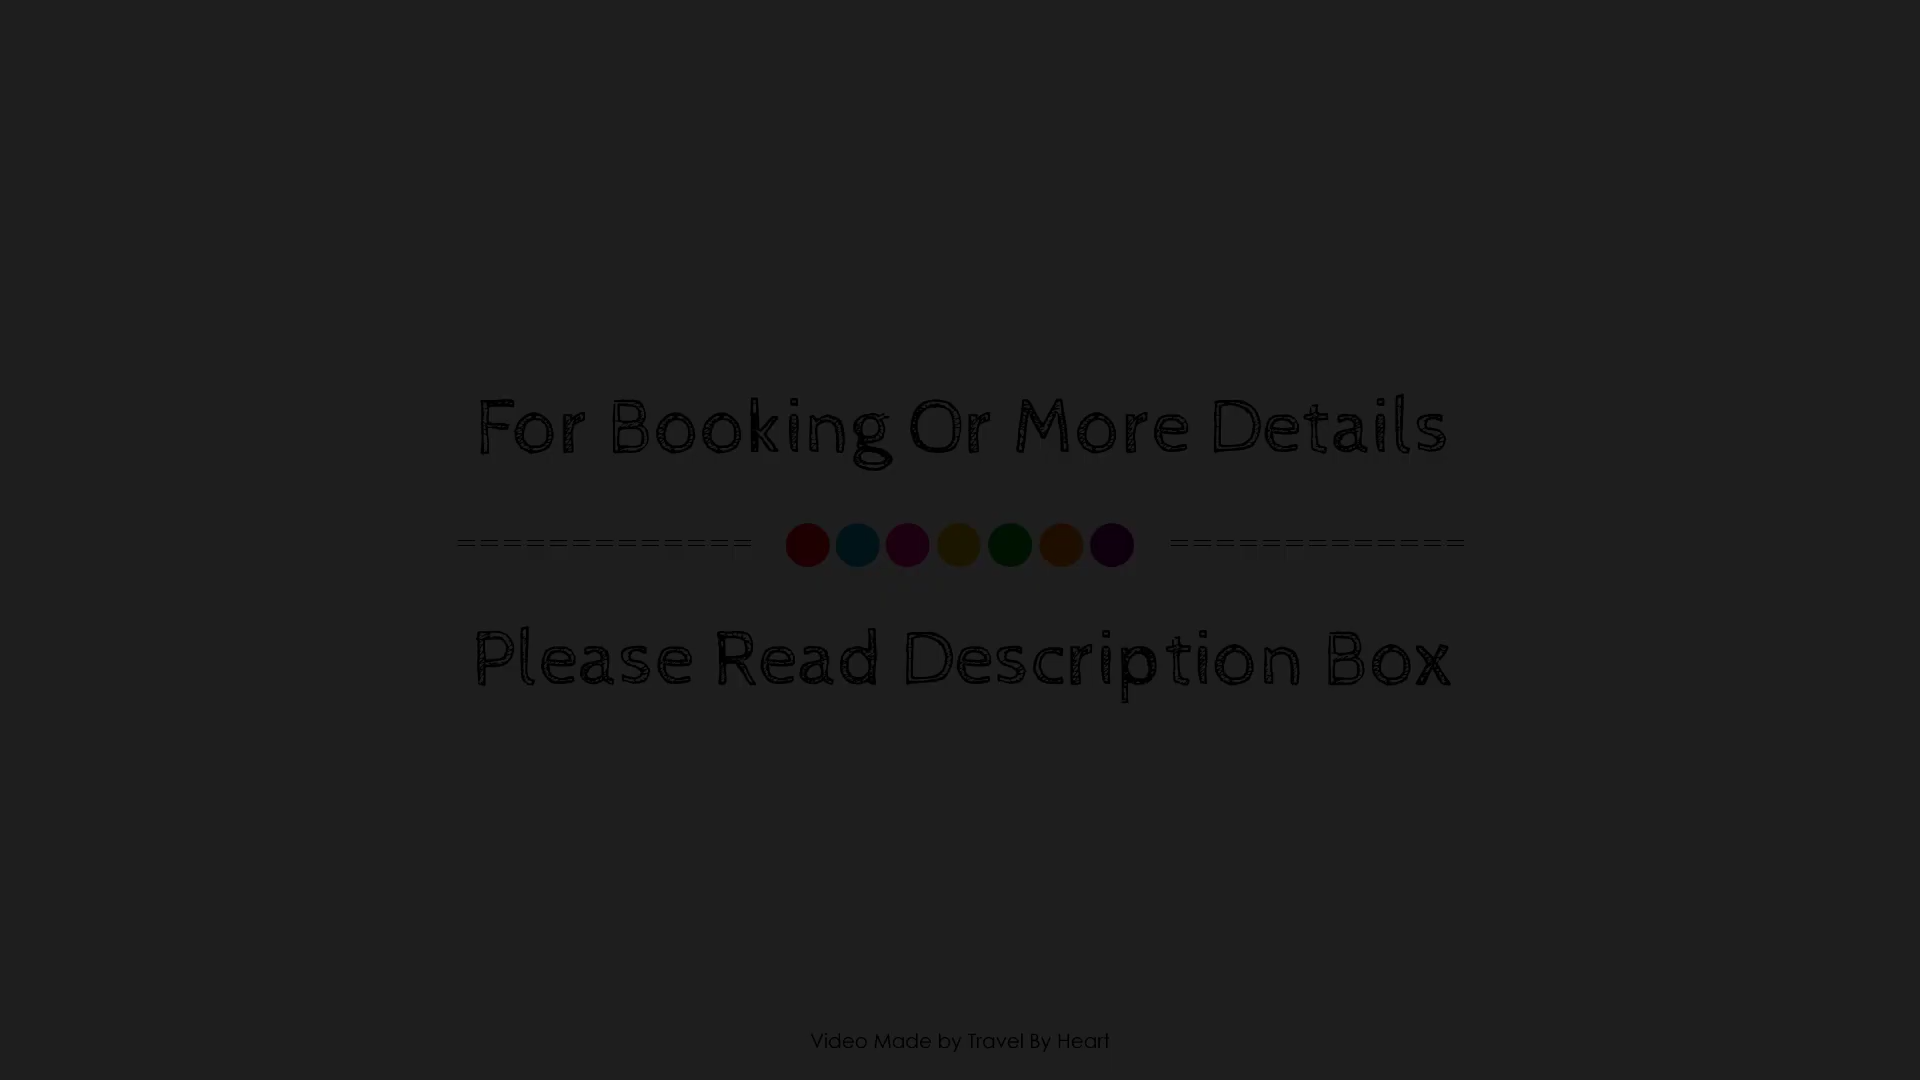 For Booking Or More Details
============= =============
Please Read Description Box
Video Made by Travel By Heart